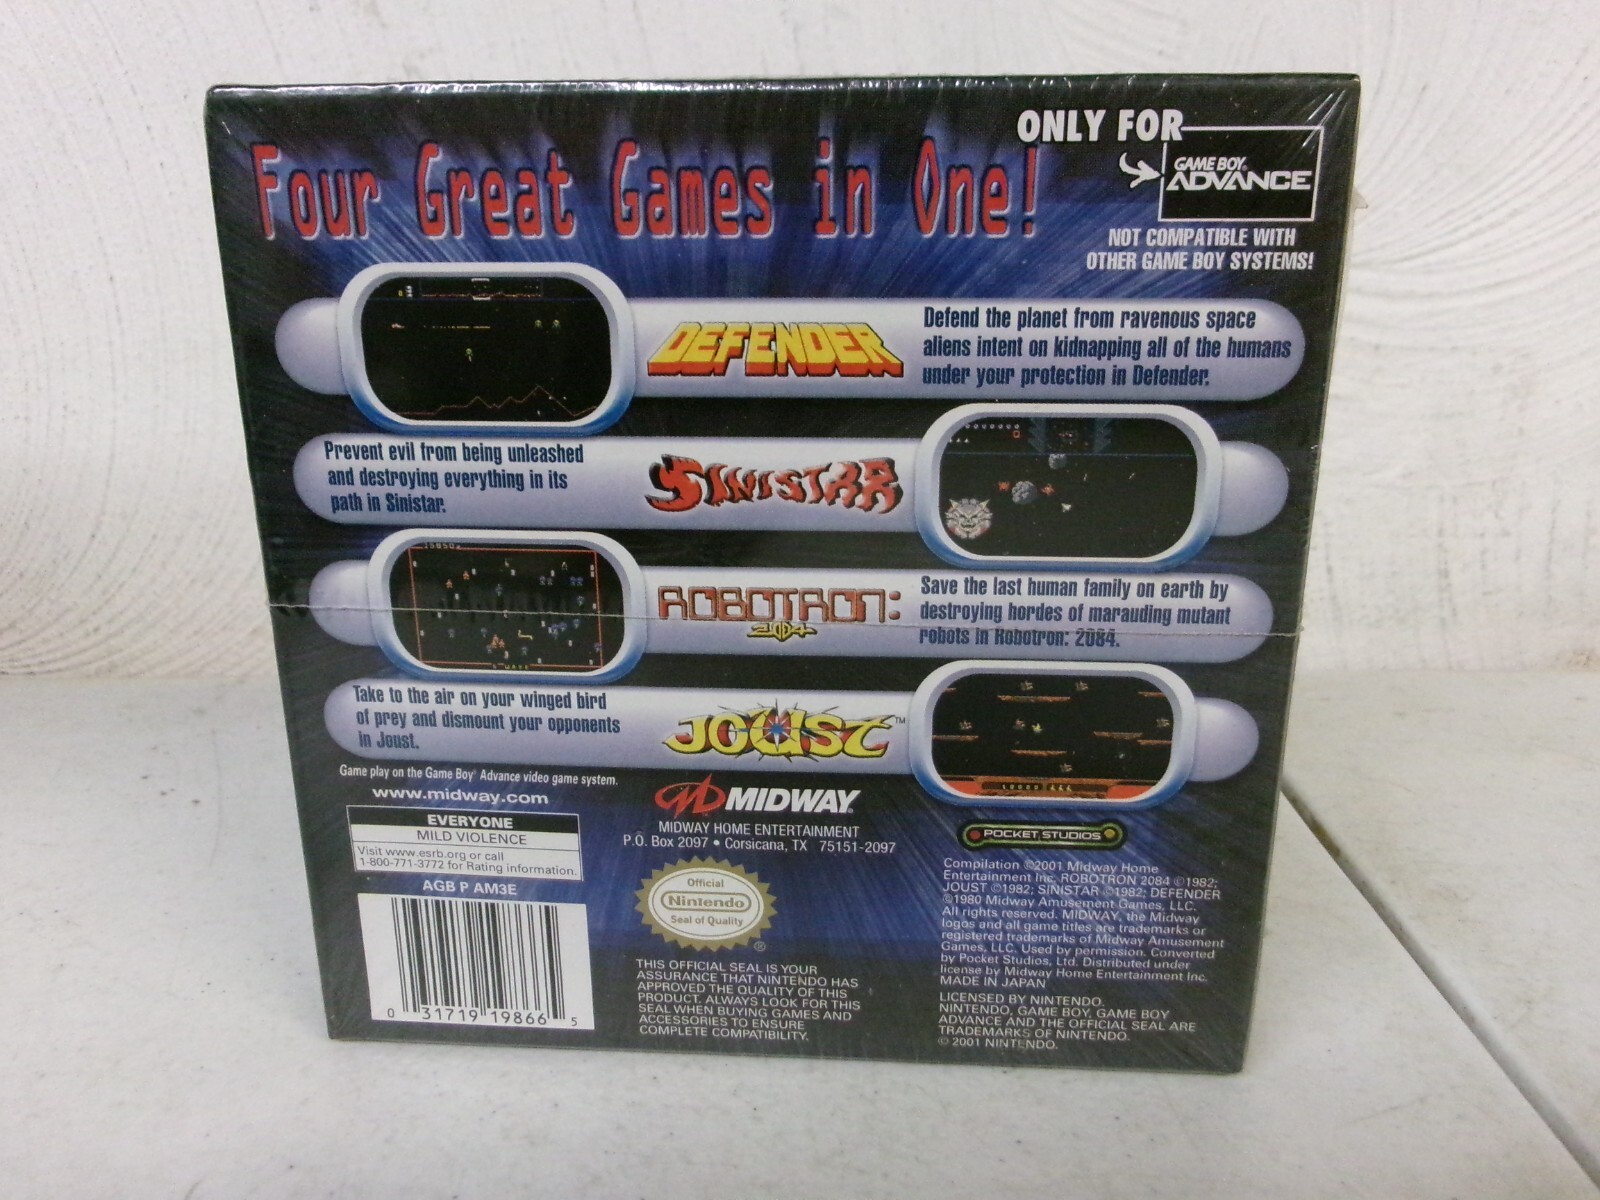 Four Great Games in One!
ONLY FOR
GAME BOY
ADVANCE
NOT COMPATIBLE WITH
OTHER GAME BOY SYSTEMS!
DEFENDER
Defend the planet from ravenous space
aliens intent on kidnapping all of the humans
under your protection in Defender.
Prevent evil from being unleashed
and destroying everything in its
path in Sinistar.
SINISTAR
ROBOTRON:
2084
Save the last human family on earth by
destroying hordes of marauding mutant
robots in Robotron: 2084.
Take to the air on your winged bird
of prey and dismount your opponents
in Joust.
JOUST™
Game play on the Game Boy® Advance video game system.
www.midway.com
EVERYONE
MILD VIOLENCE
Visit www.esrb.org or call
1-800-771-3772 for Rating information.
AGB P AM3E
0 31719 19866 5
MIDWAY®
MIDWAY HOME ENTERTAINMENT
P.O. Box 2097 • Corsicana, TX 75151-2097
Official
Nintendo
Seal of Quality
®
THIS OFFICIAL SEAL IS YOUR
ASSURANCE THAT NINTENDO HAS
APPROVED THE QUALITY OF THIS
PRODUCT. ALWAYS LOOK FOR THIS
SEAL WHEN BUYING GAMES AND
ACCESSORIES TO ENSURE
COMPLETE COMPATIBILITY.
POCKET STUDIOS
Compilation ©2001 Midway Home
Entertainment Inc. ROBOTRON 2084 ©1982;
JOUST ©1982; SINISTAR ©1982; DEFENDER
©1980 Midway Amusement Games, LLC.
All rights reserved. MIDWAY, the Midway
logos and all game titles are trademarks or
registered trademarks of Midway Amusement
Games, LLC. Used by permission. Converted
by Pocket Studios, Ltd. Distributed under
license by Midway Home Entertainment Inc.
MADE IN JAPAN
LICENSED BY NINTENDO.
NINTENDO, GAME BOY, GAME BOY
ADVANCE AND THE OFFICIAL SEAL ARE
TRADEMARKS OF NINTENDO.
© 2001 NINTENDO.